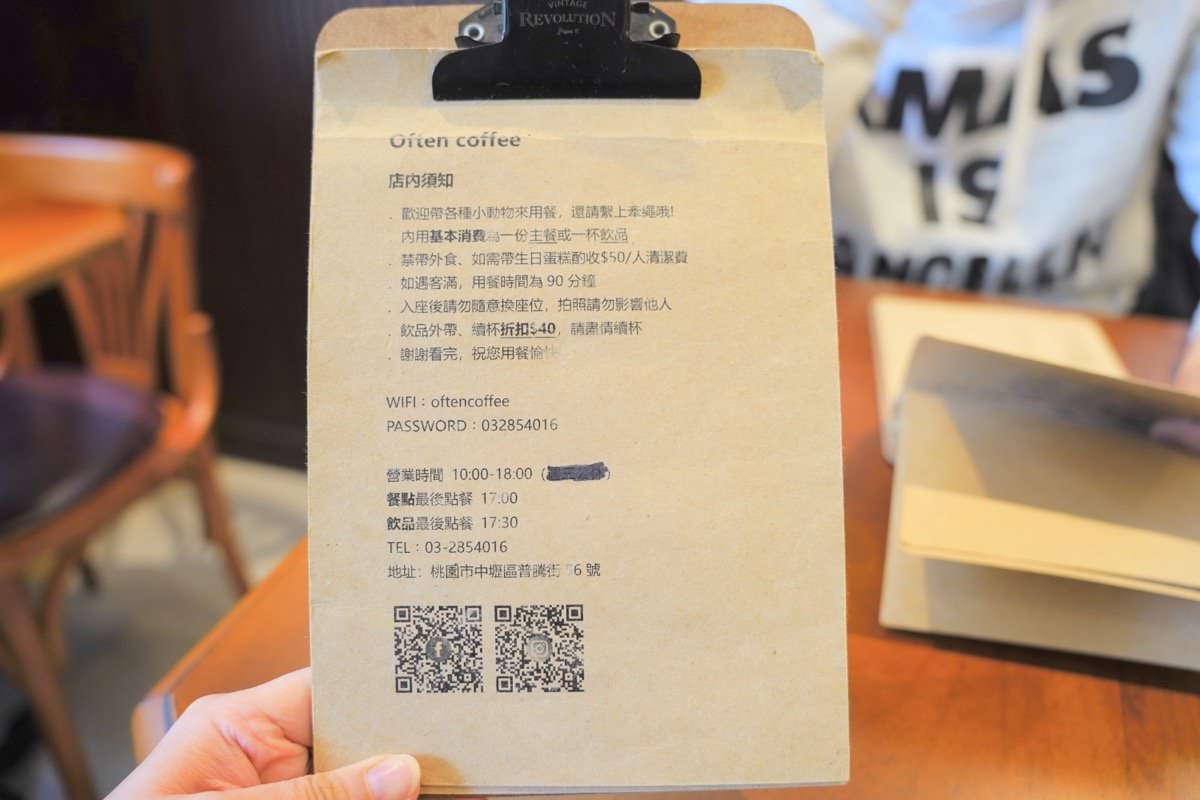 VINTAGE
REVOLUTION
Often coffee
店內須知
. 歡迎帶各種小動物來用餐，還請繫上牽繩哦!
. 內用基本消費為一份主餐或一杯飲品
. 禁帶外食、如需帶生日蛋糕酌收$50/人清潔費
. 如遇客滿，用餐時間為 90 分鐘
. 入座後請勿隨意換座位，拍照請勿影響他人
. 飲品外帶、續杯折扣$40，請盡情續杯
. 謝謝看完，祝您用餐愉快
WIFI：oftencoffee
PASSWORD：032854016
營業時間 10:00-18:00 (
餐點最後點餐 17:00
飲品最後點餐 17:30
TEL：03-2854016
地址: 桃園市中壢區普騰街 6 號
XMAS
IS